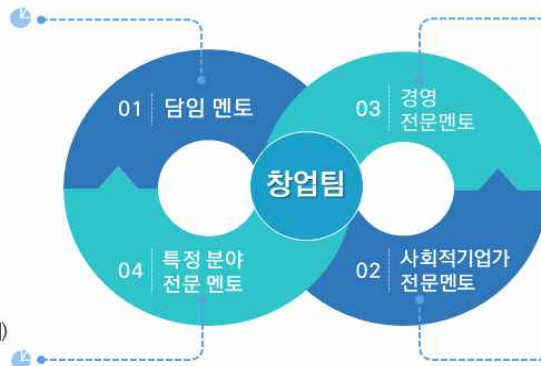 01 담임 멘토
03 경영
전문멘토
창업팀
04 특정 분야
전문 멘토
02 사회적기업가
전문멘토
)